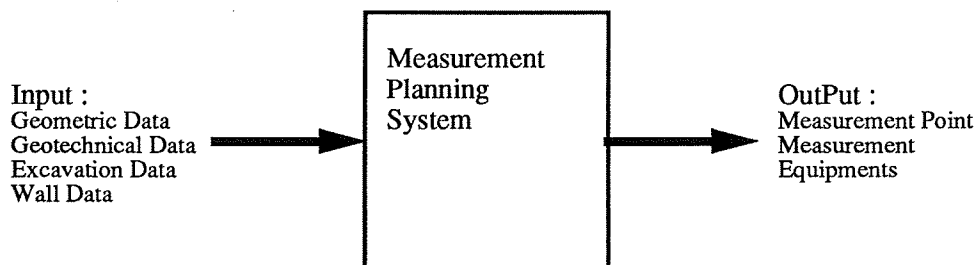 Input :
Geometric Data
Geotechnical Data
Excavation Data
Wall Data
Measurement
Planning
System
OutPut :
Measurement Point
Measurement
Equipments